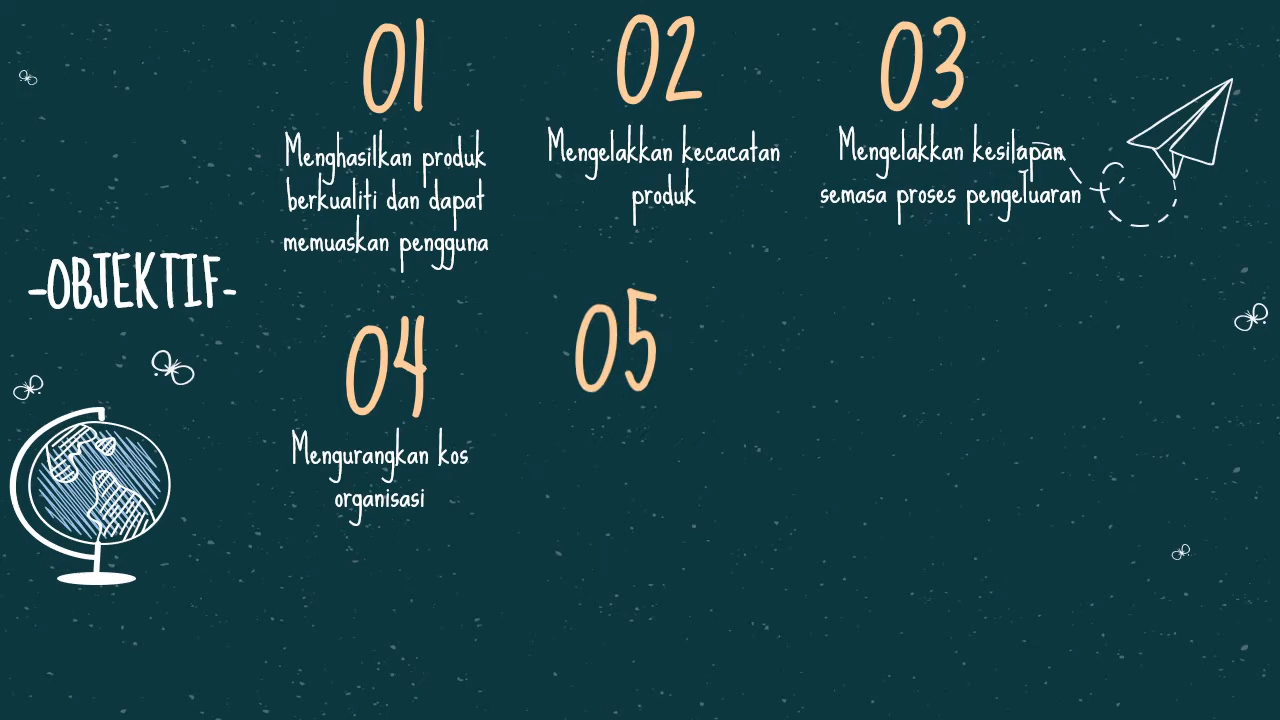 -OBJEKTIF-
01
Menghasilkan produk
berkualiti dan dapat
memuaskan pengguna
02
Mengelakkan kecacatan
produk
03
Mengelakkan kesilapan
semasa proses pengeluaran
04
Mengurangkan kos
organisasi
05